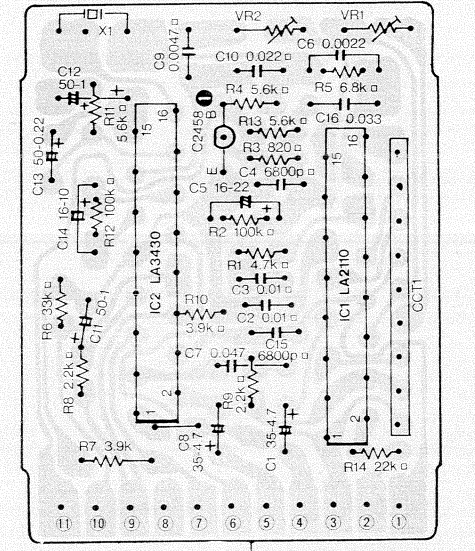 X1
C9
0.0047
VR2
VR1
C10 0.022
C6 0.0022
C12
50-1
R11
5.6k
15
16
1
B
C2458
E
R4 5.6k
R5 6.8k
R13 5.6k
C16 0.033
R3 820
C4 6800p
C13 50-0.22
C5 16-22
15
16
C14 16-10
R12 100k
R2 100k
IC2 LA3430
R1 4.7k
C3 0.01
C2 0.01
IC1 LA2110
CCT1
R6 33k
C11 50-1
R10
3.9k
C15
6800p
C7 0.047
R8 2.2k
R9 2.2k
1
2
C8
35-4.7
C1 35-4.7
1
2
R7 3.9k
R14 22k
⑪ ⑩ ⑨ ⑧ ⑦ ⑥ ⑤ ④ ③ ② ①